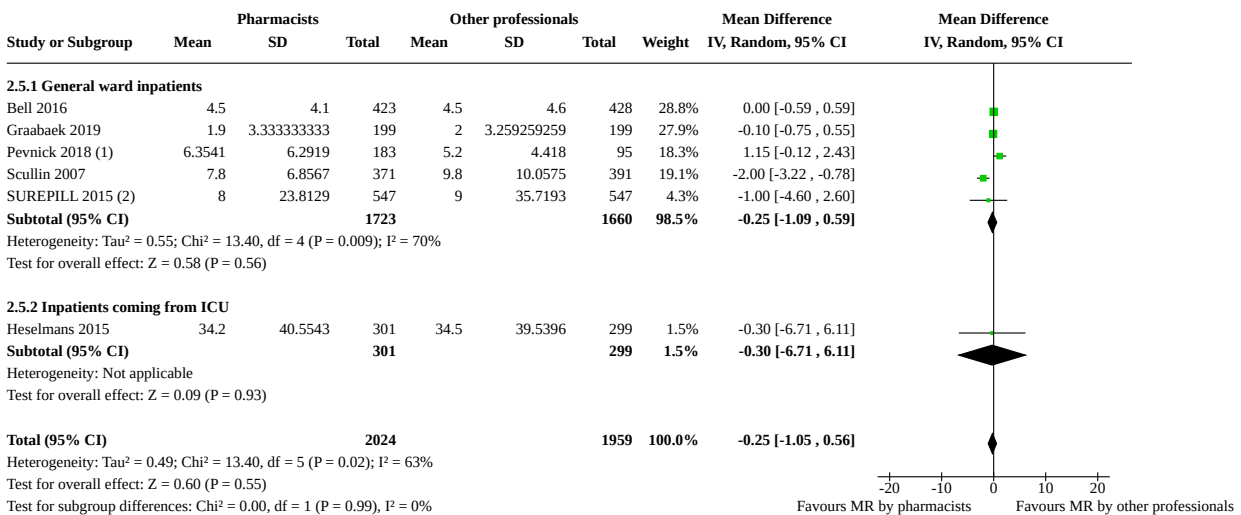 Pharmacists Other professionals Mean Difference Mean Difference
Study or Subgroup Mean SD Total Mean SD Total Weight IV, Random, 95% CI IV, Random, 95% CI
2.5.1 General ward inpatients
Bell 2016 4.5 4.1 423 4.5 4.6 428 28.8% 0.00 [-0.59 , 0.59]
Graabaek 2019 1.9 3.333333333 199 2 3.259259259 199 27.9% -0.10 [-0.75 , 0.55]
Pevnick 2018 (1) 6.3541 6.2919 183 5.2 4.418 95 18.3% 1.15 [-0.12 , 2.43]
Scullin 2007 7.8 6.8567 371 9.8 10.0575 391 19.1% -2.00 [-3.22 , -0.78]
SUREPILL 2015 (2) 8 23.8129 547 9 35.7193 547 4.3% -1.00 [-4.60 , 2.60]
Subtotal (95% CI) 1723 1660 98.5% -0.25 [-1.09 , 0.59]
Heterogeneity: Tau² = 0.55; Chi² = 13.40, df = 4 (P = 0.009); I² = 70%
Test for overall effect: Z = 0.58 (P = 0.56)
2.5.2 Inpatients coming from ICU
Heselmans 2015 34.2 40.5543 301 34.5 39.5396 299 1.5% -0.30 [-6.71 , 6.11]
Subtotal (95% CI) 301 299 1.5% -0.30 [-6.71 , 6.11]
Heterogeneity: Not applicable
Test for overall effect: Z = 0.09 (P = 0.93)
Total (95% CI) 2024 1959 100.0% -0.25 [-1.05 , 0.56]
Heterogeneity: Tau² = 0.49; Chi² = 13.40, df = 5 (P = 0.02); I² = 63%
Test for overall effect: Z = 0.60 (P = 0.55)
-20 -10 0 10 20
Test for subgroup differences: Chi² = 0.00, df = 1 (P = 0.99), I² = 0% Favours MR by pharmacists Favours MR by other professionals